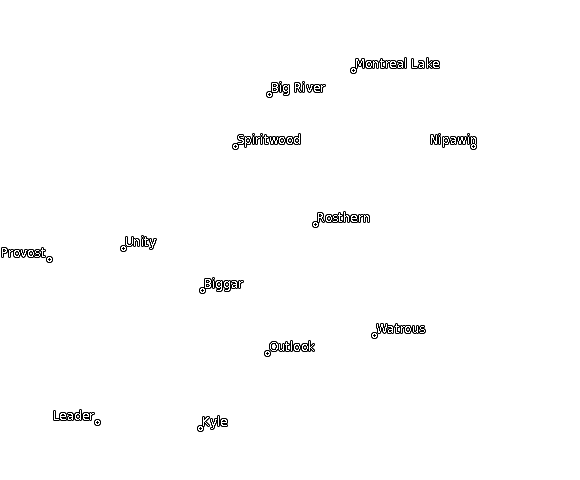 Montreal Lake
Big River
Spiritwood
Nipawin
Rosthern
Unity
Provost
Biggar
Watrous
Outlook
Leader
Kyle